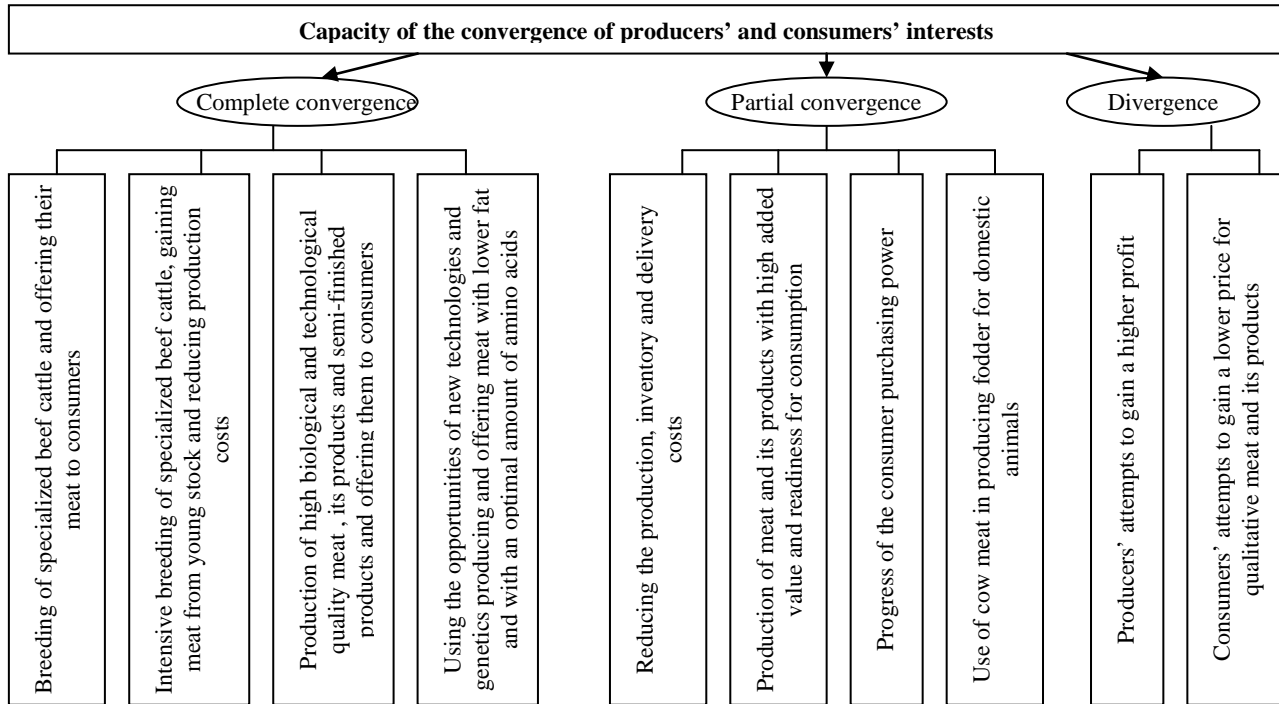 Capacity of the convergence of producers’ and consumers’ interests
Complete convergence
Partial convergence
Divergence
Breeding of specialized beef cattle and offering their
meat to consumers
Intensive breeding of specialized beef cattle, gaining
meat from young stock and reducing production
costs
Production of high biological and technological
quality meat , its products and semi-finished
products and offering them to consumers
Using the opportunities of new technologies and
genetics producing and offering meat with lower fat
and with an optimal amount of amino acids
Reducing the production, inventory and delivery
costs
Production of meat and its products with high added
value and readiness for consumption
Progress of the consumer purchasing power
Use of cow meat in producing fodder for domestic
animals
Producers’ attempts to gain a higher profit
Consumers’ attempts to gain a lower price for
qualitative meat and its products